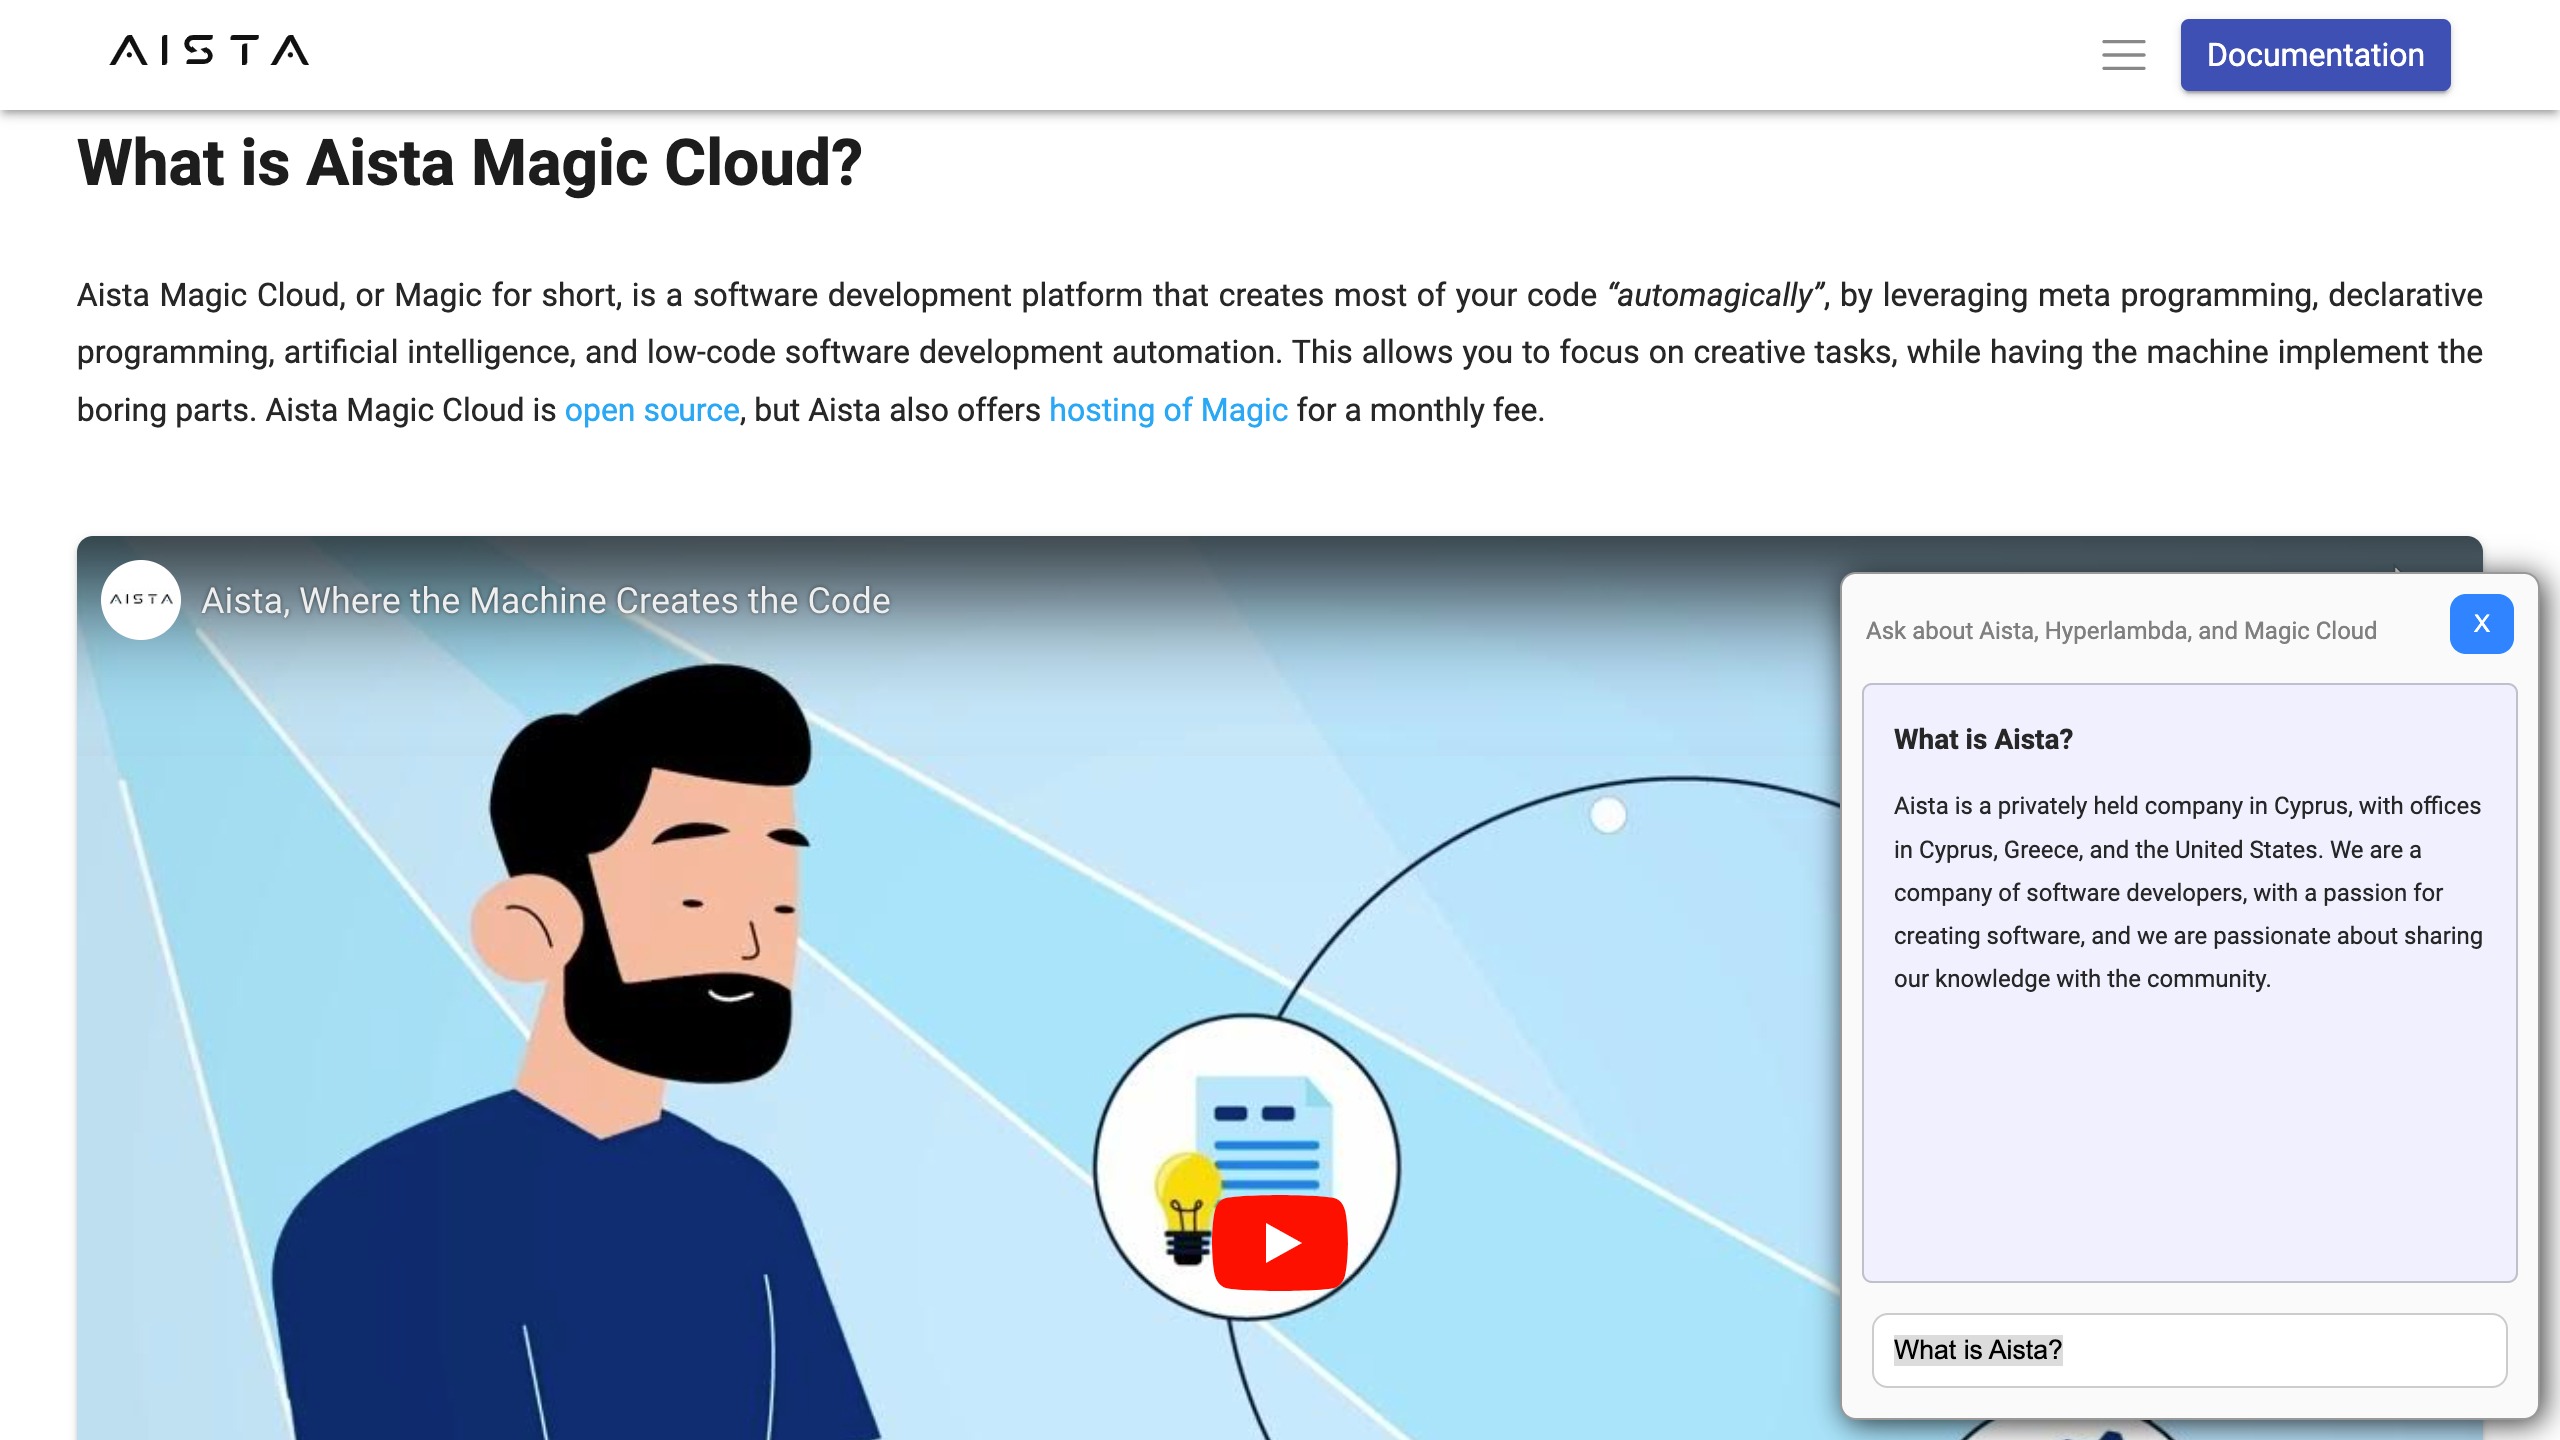 AISTA
Documentation
What is Aista Magic Cloud?
Aista Magic Cloud, or Magic for short, is a software development platform that creates most of your code “automagically”, by leveraging meta programming, declarative
programming, artificial intelligence, and low-code software development automation. This allows you to focus on creative tasks, while having the machine implement the
boring parts. Aista Magic Cloud is open source, but Aista also offers hosting of Magic for a monthly fee.
AISTA
Aista, Where the Machine Creates the Code
Ask about Aista, Hyperlambda, and Magic Cloud
X
What is Aista?
Aista is a privately held company in Cyprus, with offices
in Cyprus, Greece, and the United States. We are a
company of software developers, with a passion for
creating software, and we are passionate about sharing
our knowledge with the community.
What is Aista?